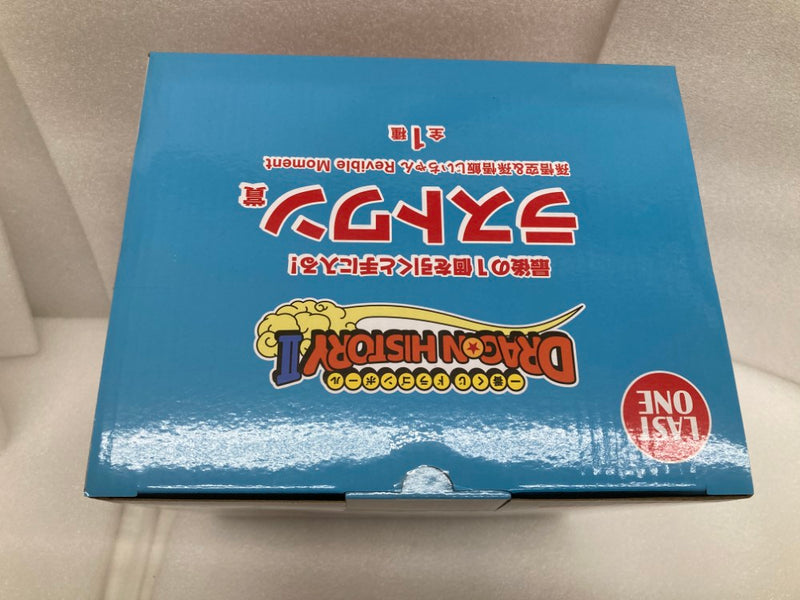 LAST
ONE
一番くじ ドラゴンボール
DRAGON HISTORY II
最後の1個を引くと手に入る!
ラストワン賞
孫悟空&孫悟飯じいちゃん Revible Moment
全1種